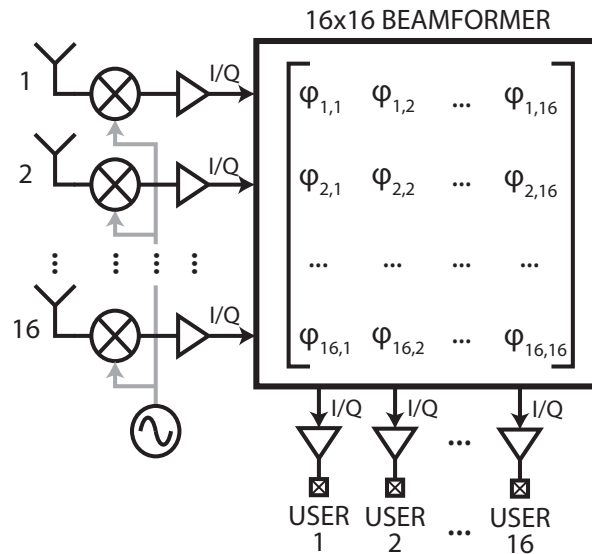 16x16 BEAMFORMER
1
I/Q
φ1,1 φ1,2 ... φ1,16
2
I/Q
φ2,1 φ2,2 ... φ2,16
... ... ... ... ...
... ... ... ...
16
I/Q
φ16,1 φ16,2 ... φ16,16
I/Q I/Q I/Q
...
USER USER USER
1 2 ... 16